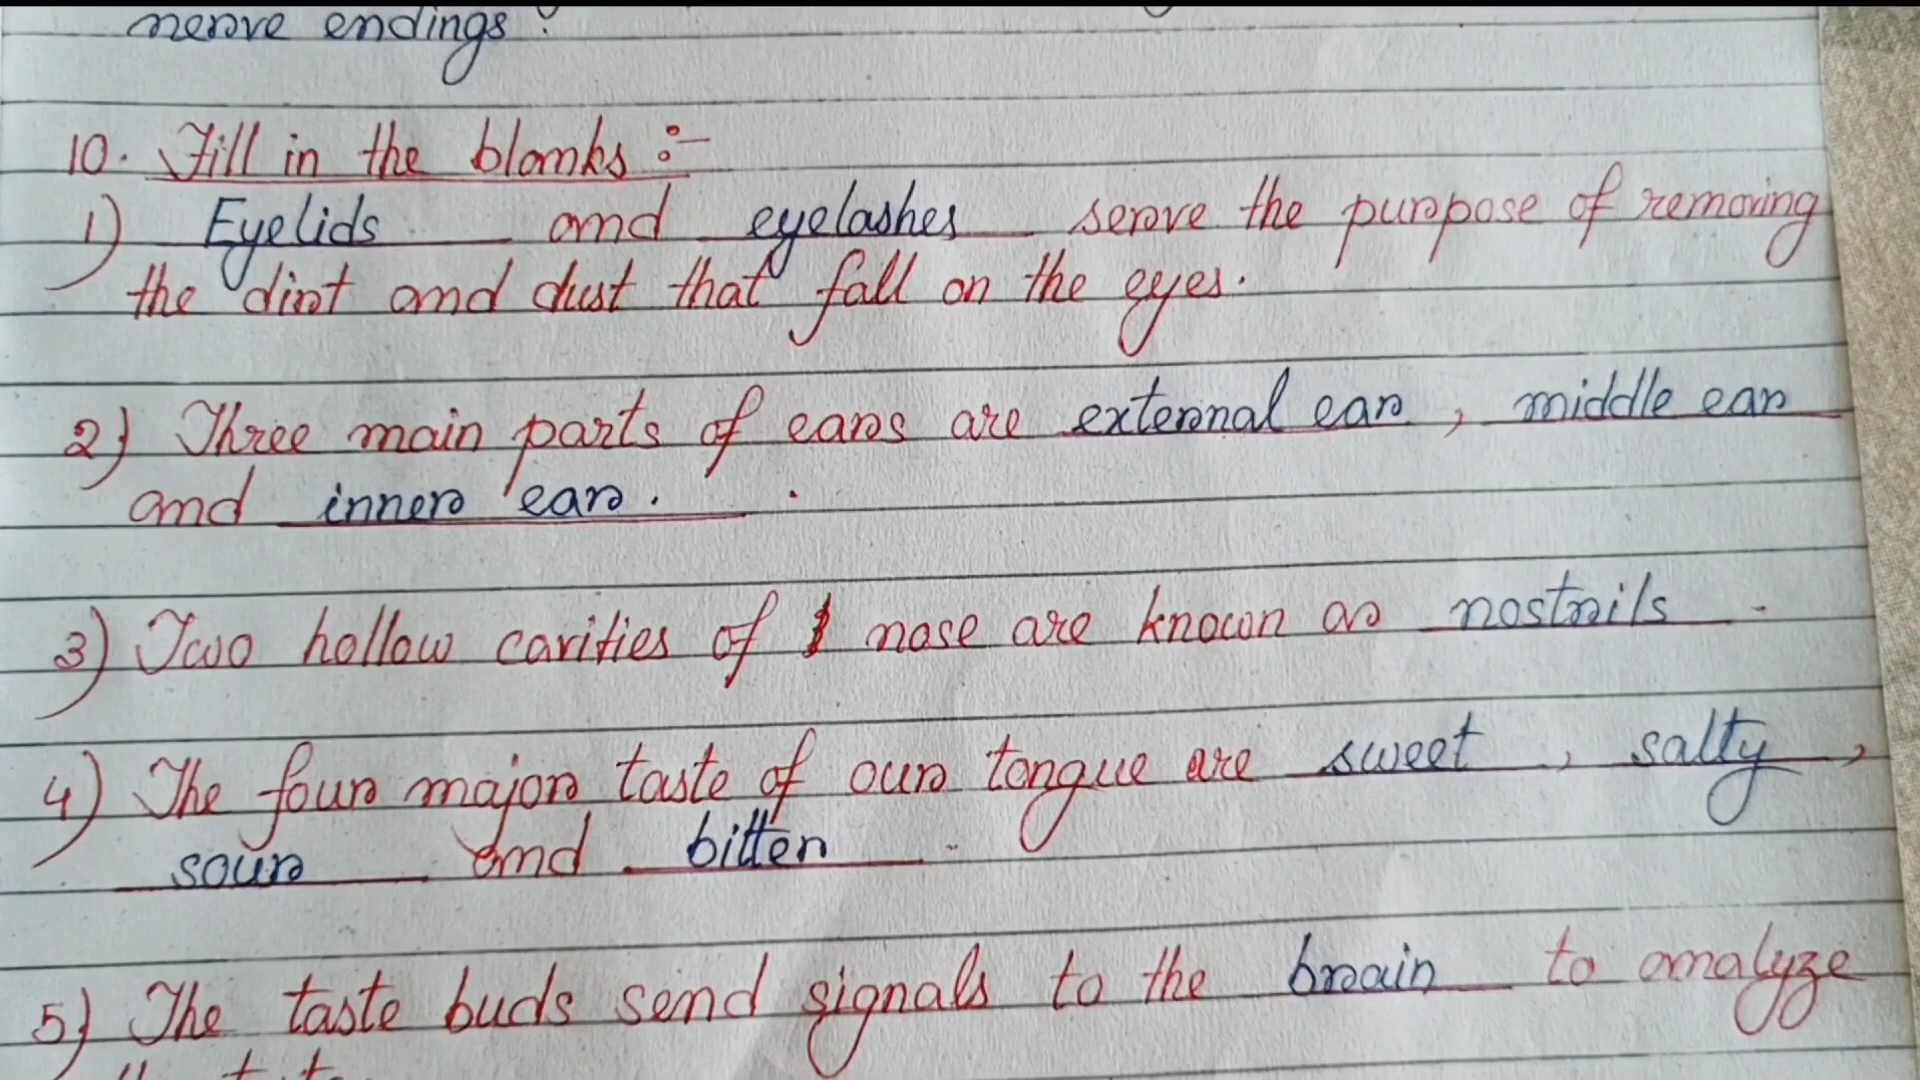 nerve endings.
10. Fill in the blanks :-
1) Eyelids and eyelashes serve the purpose of removing
the dirt and dust that fall on the eyes.
2) Three main parts of ears are external ear, middle ear
and inner ear. .
3) Two hollow cavities of nose are known as nostrils.
4) The four major taste of our tongue are sweet, salty,
sour and bitter.
5) The taste buds send signals to the brain to analyze